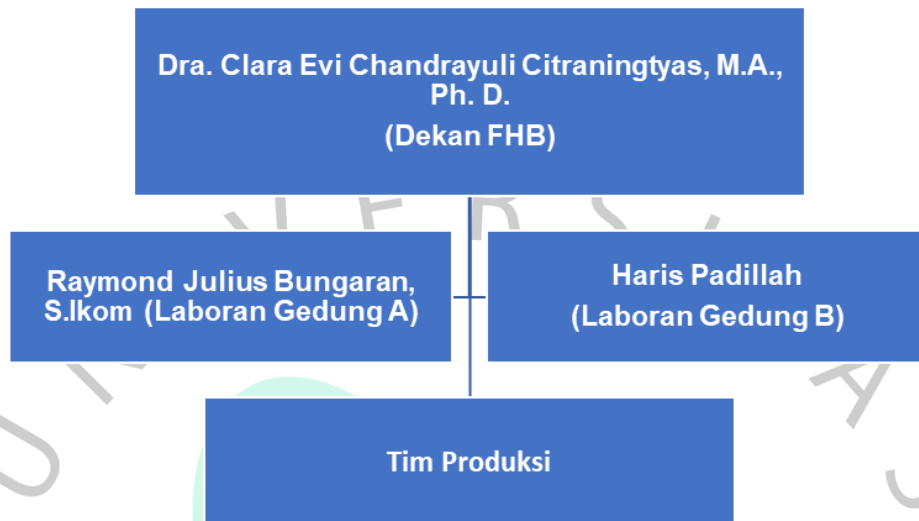 Dra. Clara Evi Chandrayuli Citraningtyas, M.A.,
Ph. D.
(Dekan FHB)
Raymond Julius Bungaran,
S.Ikom (Laboran Gedung A)
Haris Padillah
(Laboran Gedung B)
Tim Produksi